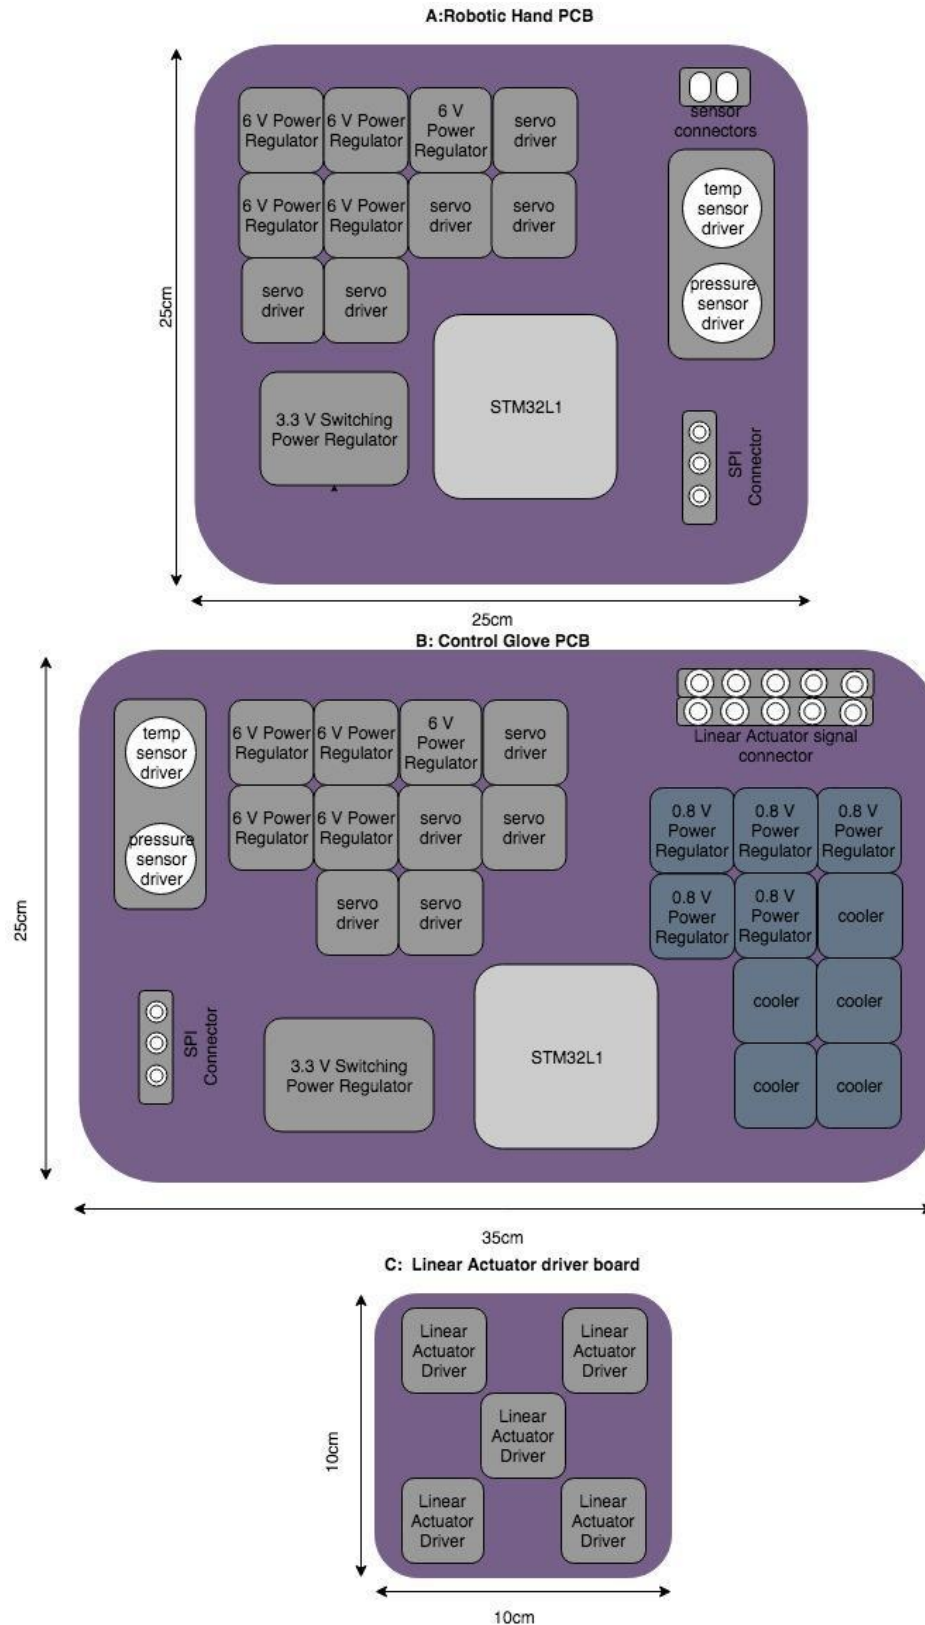 A:Robotic Hand PCB
6 V Power
Regulator
6 V Power
Regulator
6 V
Power
Regulator
servo
driver
sensor
connectors
6 V Power
Regulator
6 V Power
Regulator
servo
driver
servo
driver
temp
sensor
driver
pressure
sensor
driver
servo
driver
servo
driver
25cm
3.3 V Switching
Power Regulator
STM32L1
SPI
Connector
25cm
B: Control Glove PCB
temp
sensor
driver
6 V Power
Regulator
6 V Power
Regulator
6 V
Power
Regulator
servo
driver
Linear Actuator signal
connector
pressure
sensor
driver
6 V Power
Regulator
6 V Power
Regulator
servo
driver
servo
driver
0.8 V
Power
Regulator
0.8 V
Power
Regulator
0.8 V
Power
Regulator
servo
driver
servo
driver
0.8 V
Power
Regulator
0.8 V
Power
Regulator
cooler
25cm
cooler
cooler
SPI
Connector
3.3 V Switching
Power Regulator
STM32L1
cooler
cooler
35cm
C: Linear Actuator driver board
Linear
Actuator
Driver
Linear
Actuator
Driver
Linear
Actuator
Driver
10cm
Linear
Actuator
Driver
Linear
Actuator
Driver
10cm